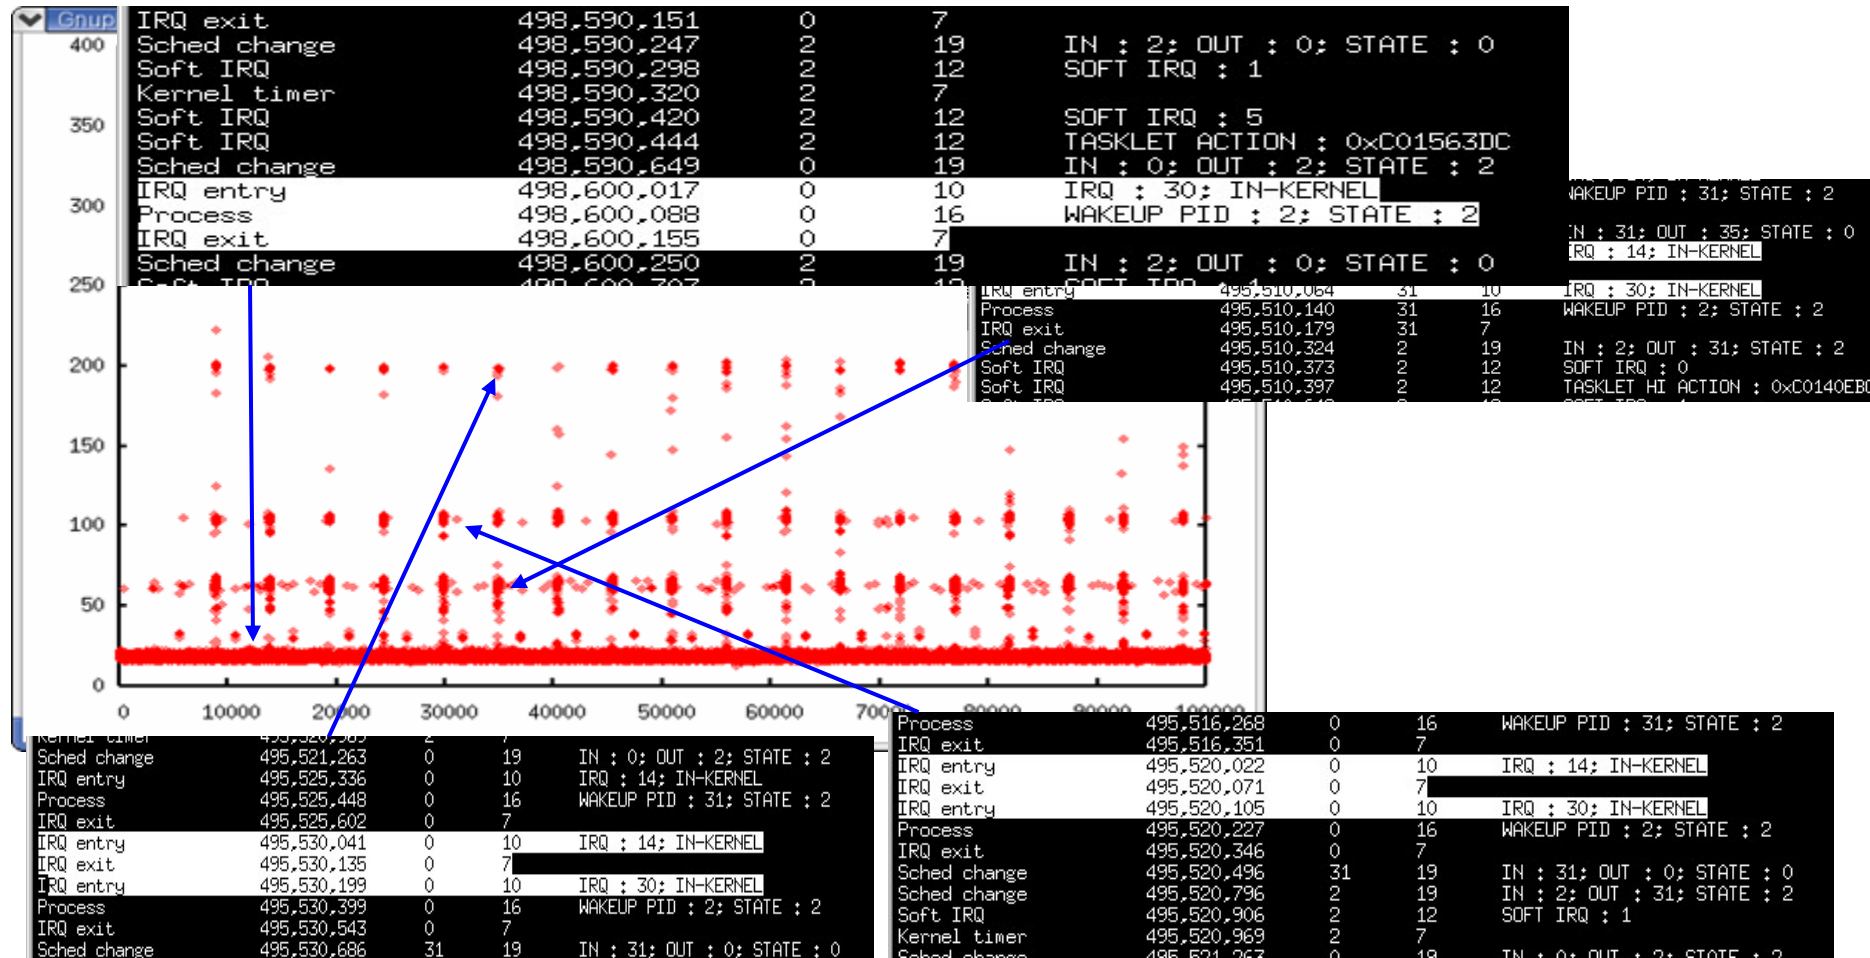 Gnup
IRQ exit 498,590,151 0 7
Sched change 498,590,247 2 19 IN : 2; OUT : 0; STATE : 0
Soft IRQ 498,590,298 2 12 SOFT IRQ : 1
Kernel timer 498,590,320 2 7
Soft IRQ 498,590,420 2 12 SOFT IRQ : 5
Soft IRQ 498,590,444 2 12 TASKLET ACTION : 0xC01563DC
Sched change 498,590,649 0 19 IN : 0; OUT : 2; STATE : 2
IRQ entry 498,600,017 0 10 IRQ : 30; IN-KERNEL
Process 498,600,088 0 16 WAKEUP PID : 2; STATE : 2
IRQ exit 498,600,155 0 7
Sched change 498,600,250 2 19 IN : 2; OUT : 0; STATE : 0
400
350
300
250
200
150
100
50
0
0 10000 20000 30000 40000 50000 60000 70000 80000 90000 100000
WAKEUP PID : 31; STATE : 2
IN : 31; OUT : 35; STATE : 0
IRQ : 14; IN-KERNEL
IRQ entry 495,510,064 31 10 IRQ : 30; IN-KERNEL
Process 495,510,140 31 16 WAKEUP PID : 2; STATE : 2
IRQ exit 495,510,179 31 7
Sched change 495,510,324 2 19 IN : 2; OUT : 31; STATE : 2
Soft IRQ 495,510,373 2 12 SOFT IRQ : 0
Soft IRQ 495,510,397 2 12 TASKLET HI ACTION : 0xC0140EB
Kernel timer 495,520,969 2 7
Sched change 495,521,263 0 19 IN : 0; OUT : 2; STATE : 2
IRQ entry 495,525,336 0 10 IRQ : 14; IN-KERNEL
Process 495,525,448 0 16 WAKEUP PID : 31; STATE : 2
IRQ exit 495,525,602 0 7
IRQ entry 495,530,041 0 10 IRQ : 14; IN-KERNEL
IRQ exit 495,530,135 0 7
IRQ entry 495,530,199 0 10 IRQ : 30; IN-KERNEL
Process 495,530,399 0 16 WAKEUP PID : 2; STATE : 2
IRQ exit 495,530,543 0 7
Sched change 495,530,686 31 19 IN : 31; OUT : 0; STATE : 0
Process 495,516,268 0 16 WAKEUP PID : 31; STATE : 2
IRQ exit 495,516,351 0 7
IRQ entry 495,520,022 0 10 IRQ : 14; IN-KERNEL
IRQ exit 495,520,071 0 7
IRQ entry 495,520,105 0 10 IRQ : 30; IN-KERNEL
Process 495,520,227 0 16 WAKEUP PID : 2; STATE : 2
IRQ exit 495,520,346 0 7
Sched change 495,520,496 31 19 IN : 31; OUT : 0; STATE : 0
Sched change 495,520,796 2 19 IN : 2; OUT : 31; STATE : 2
Soft IRQ 495,520,906 2 12 SOFT IRQ : 1
Kernel timer 495,520,969 2 7
Sched change 495,521,263 0 19 IN : 0; OUT : 2; STATE : 2